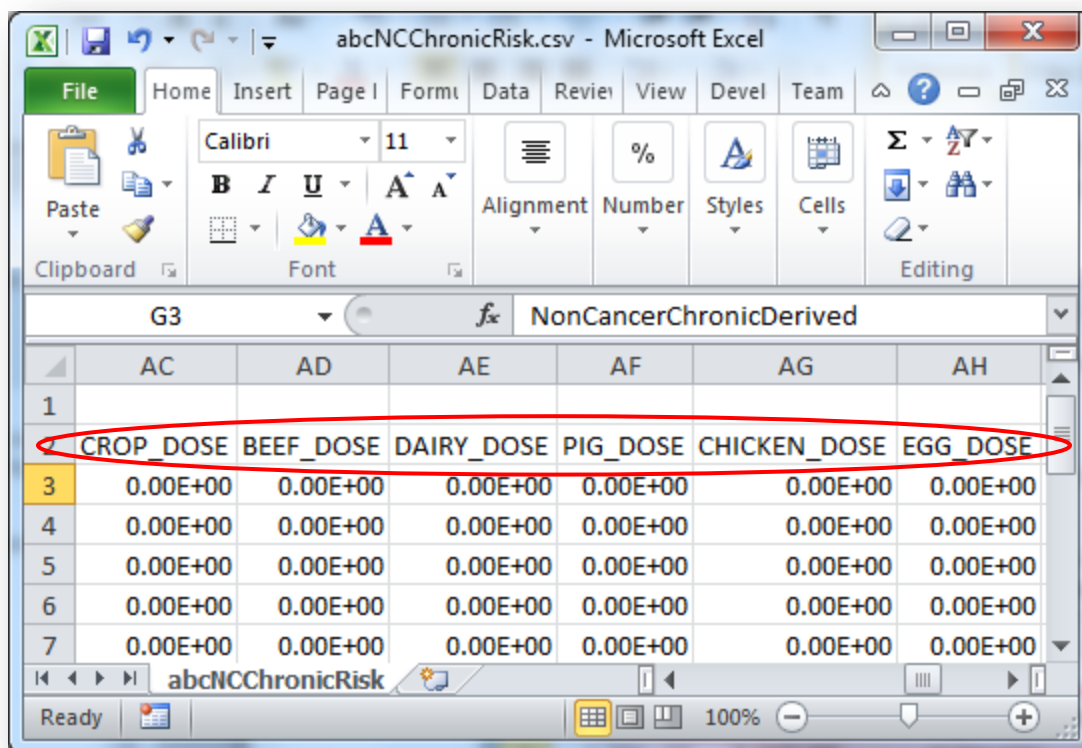 abcNCChronicRisk.csv - Microsoft Excel
File Home Insert Page l Formu Data Review View Devel Team
Calibri 11 %
B I U A A
Paste Alignment Number Styles Cells
Clipboard Font Editing
G3 fx NonCancerChronicDerived
AC AD AE AF AG AH
1
2 CROP_DOSE BEEF_DOSE DAIRY_DOSE PIG_DOSE CHICKEN_DOSE EGG_DOSE
3 0.00E+00 0.00E+00 0.00E+00 0.00E+00 0.00E+00 0.00E+00
4 0.00E+00 0.00E+00 0.00E+00 0.00E+00 0.00E+00 0.00E+00
5 0.00E+00 0.00E+00 0.00E+00 0.00E+00 0.00E+00 0.00E+00
6 0.00E+00 0.00E+00 0.00E+00 0.00E+00 0.00E+00 0.00E+00
7 0.00E+00 0.00E+00 0.00E+00 0.00E+00 0.00E+00 0.00E+00
abcNCChronicRisk
Ready 100%